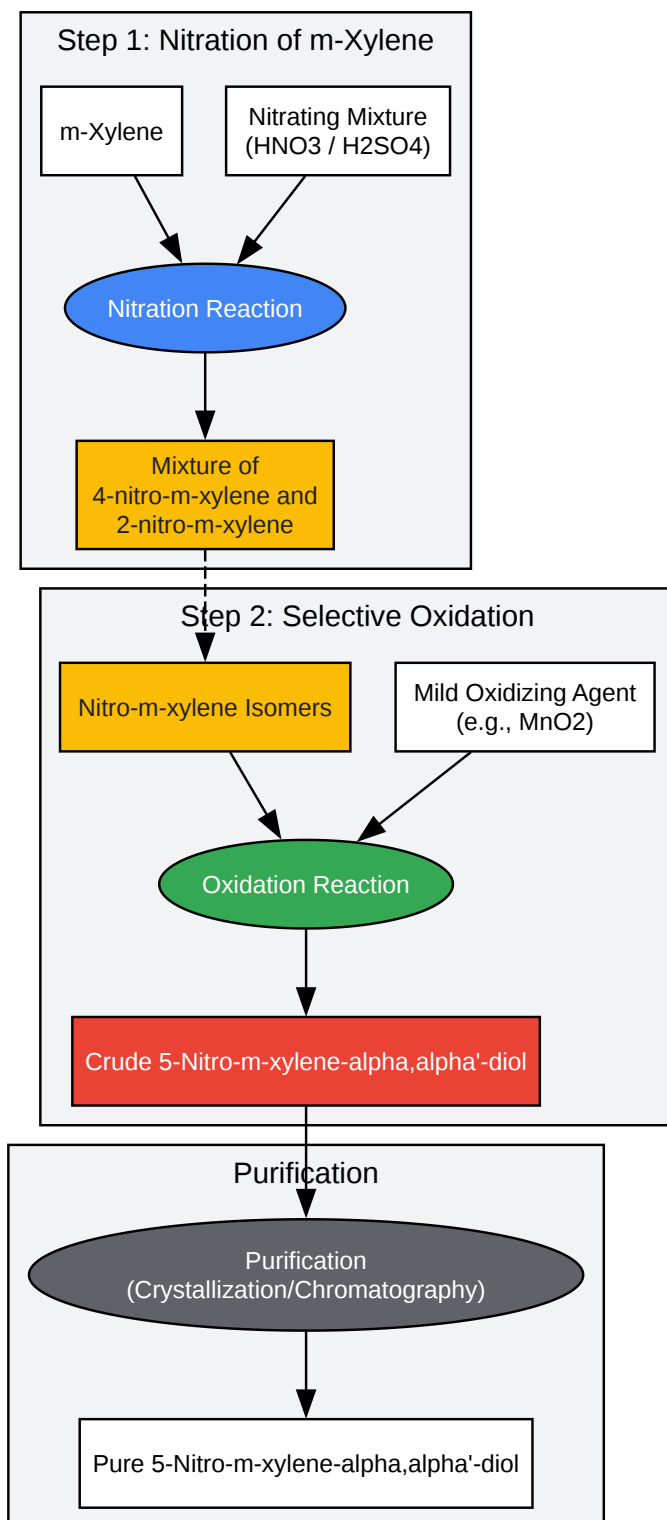 Step 1: Nitration of m-Xylene
m-Xylene
Nitrating Mixture
(HNO3 / H2SO4)
Nitration Reaction
Mixture of
4-nitro-m-xylene and
2-nitro-m-xylene
Step 2: Selective Oxidation
Nitro-m-xylene Isomers
Mild Oxidizing Agent
(e.g., MnO2)
Oxidation Reaction
Crude 5-Nitro-m-xylene-alpha,alpha'-diol
Purification
Purification
(Crystallization/Chromatography)
Pure 5-Nitro-m-xylene-alpha,alpha'-diol